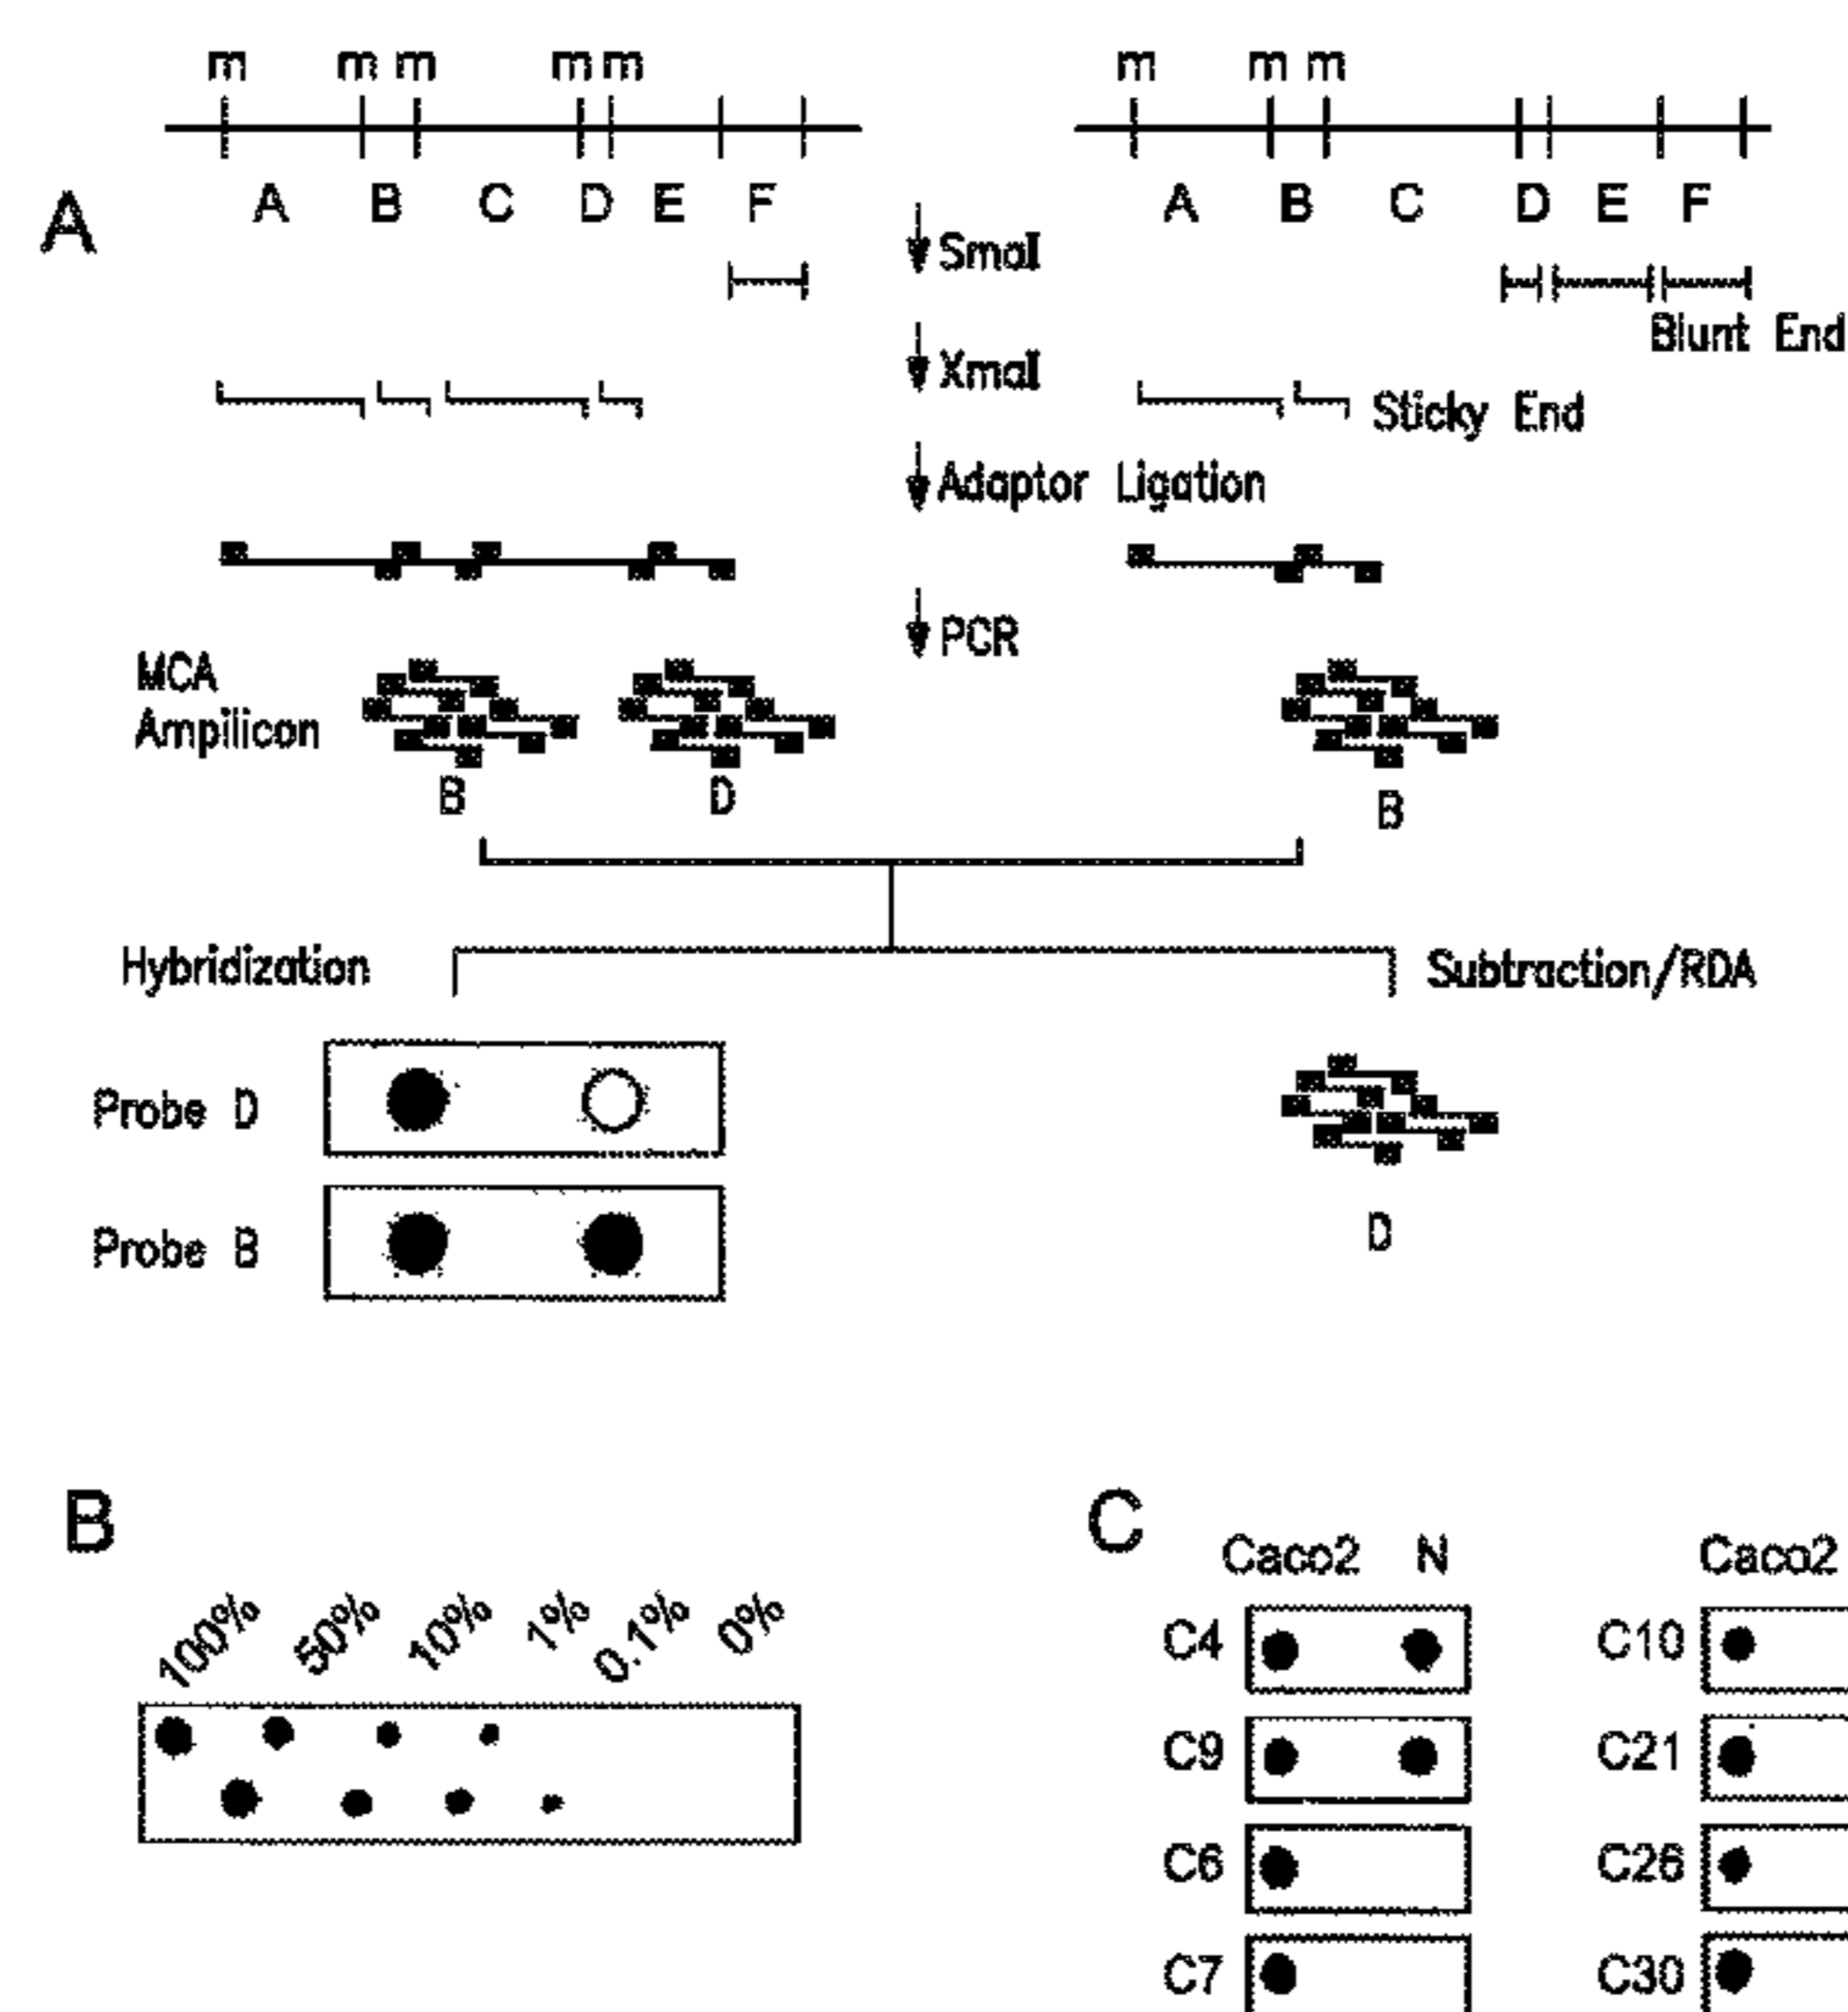 m m m m m m m m
A B C D E F A B C D E F
A
SmaI
Blunt End
XmaI
Sticky End
Adaptor Ligation
PCR
MCA
Ampilicon
B D B
Hybridization Subtraction/RDA
Probe D
D
Probe B
B C
Caco2 N Caco2
100% 50% 10% 1% 0.1% 0%
C4 C10
C9 C21
C6 C26
C7 C30